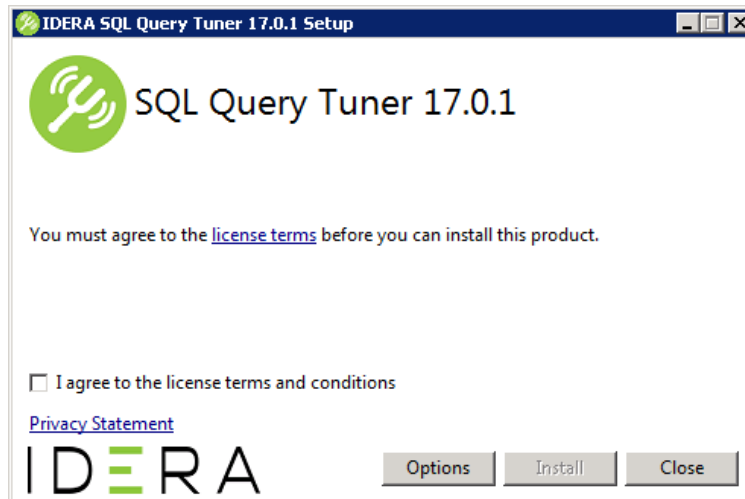 IDERA SQL Query Tuner 17.0.1 Setup
SQL Query Tuner 17.0.1
You must agree to the license terms before you can install this product.
I agree to the license terms and conditions
Privacy Statement
IDERA
Options
Install
Close